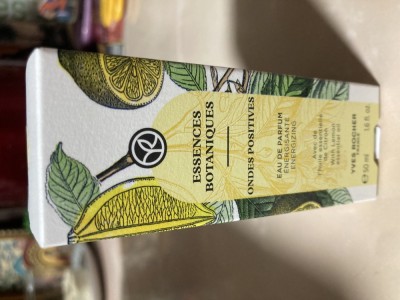 ESSENCES
BOTANIQUES
ONDES POSITIVES
EAU DE PARFUM
ÉNERGISANTE
ENERGIZING
Avec de
l'huile essentielle
de Citron
With Lemon
essential oil
YVES ROCHER
50 ml 1.6 fl.oz